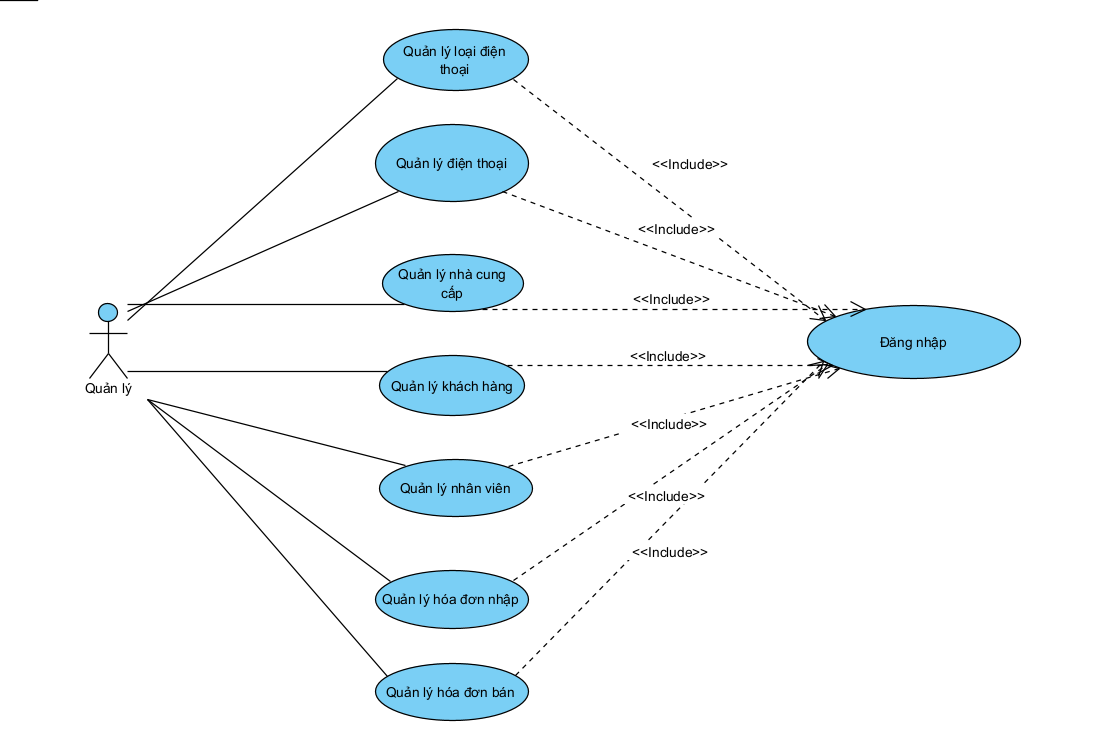 Quản lý loại điện
thoại
<<Include>>
Quản lý điện thoại
<<Include>>
Quản lý nhà cung
cấp
<<Include>>
Đăng nhập
<<Include>>
Quản lý
Quản lý khách hàng
<<Include>>
Quản lý nhân viên
<<Include>>
<<Include>>
Quản lý hóa đơn nhập
Quản lý hóa đơn bán